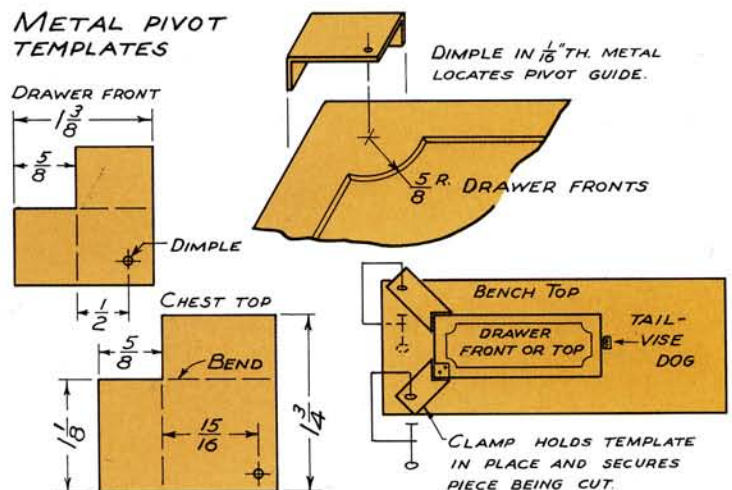 METAL PIVOT
TEMPLATES
DRAWER FRONT
1 3/8
5/8
DIMPLE
1/2
DIMPLE IN 1/16" TH. METAL
LOCATES PIVOT GUIDE.
5/8 R.
DRAWER FRONTS
CHEST TOP
5/8
BEND
1 1/8
15/16
1 3/4
BENCH TOP
DRAWER
FRONT OR TOP
TAIL-
VISE
DOG
CLAMP HOLDS TEMPLATE
IN PLACE AND SECURES
PIECE BEING CUT.